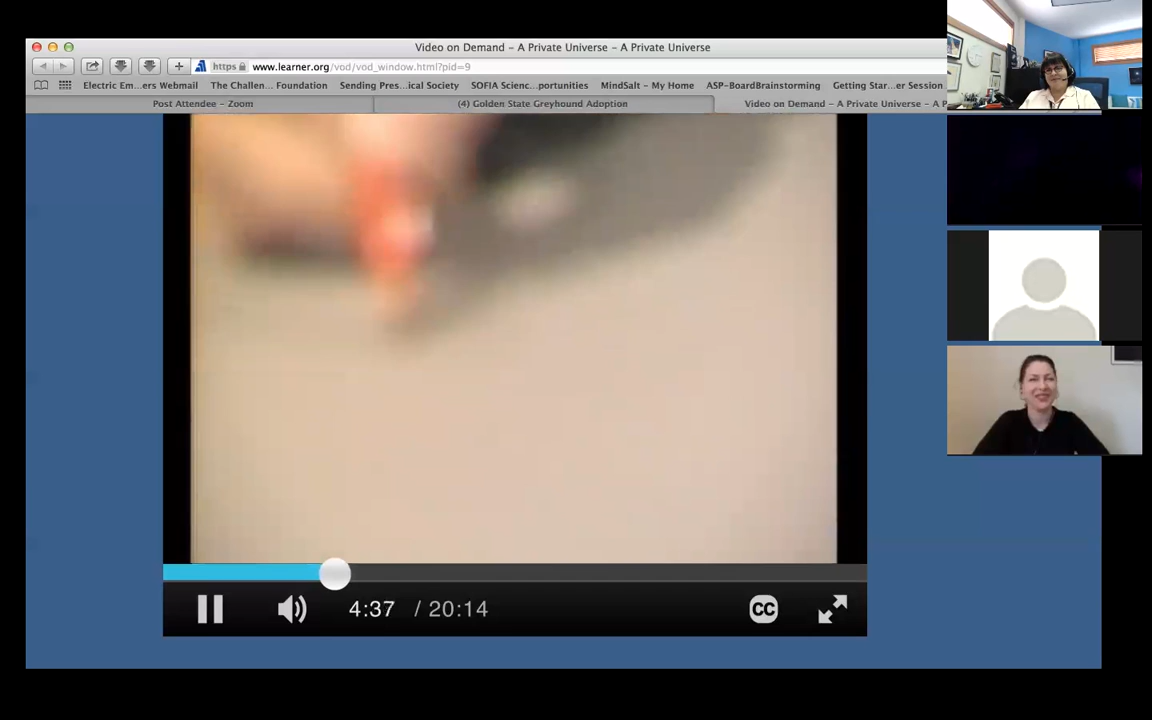 Video on Demand – A Private Universe – A Private Universe
https www.learner.org/vod/vod_window.html?pid=9
Electric Em...ers Webmail The Challen... Foundation Sending Pres...ical Society SOFIA Scienc...portunities MindSalt – My Home ASP-BoardBrainstorming Getting Star...er Session
Post Attendee – Zoom (4) Golden State Greyhound Adoption Video on Demand – A Private Universe – A P
4:37 / 20:14 CC